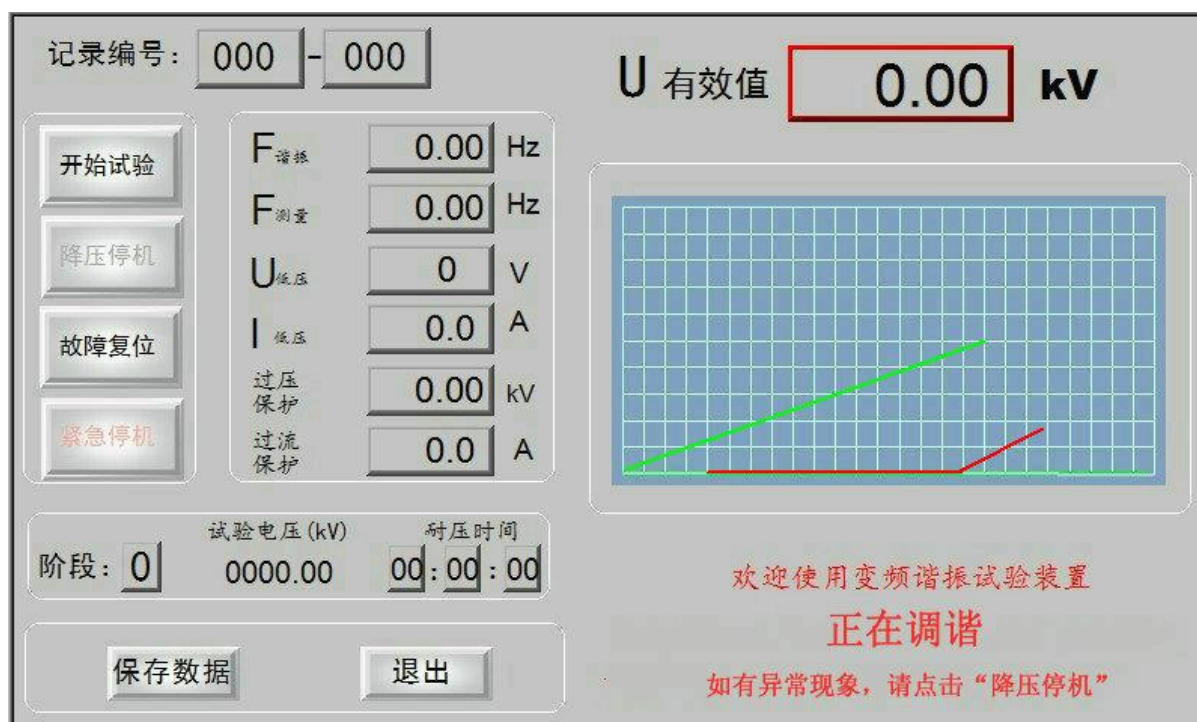 记录编号： 000 - 000
U 有效值 0.00 kV
开始试验
降压停机
故障复位
紧急停机
F谐振 0.00 Hz
F测量 0.00 Hz
U低压 0 V
I 低压 0.0 A
过压
保护 0.00 kV
过流
保护 0.0 A
试验电压(kV) 耐压时间
阶段： 0 0000.00 00 : 00 : 00
保存数据 退出
欢迎使用变频谐振试验装置
正在调谐
如有异常现象，请点击“降压停机”